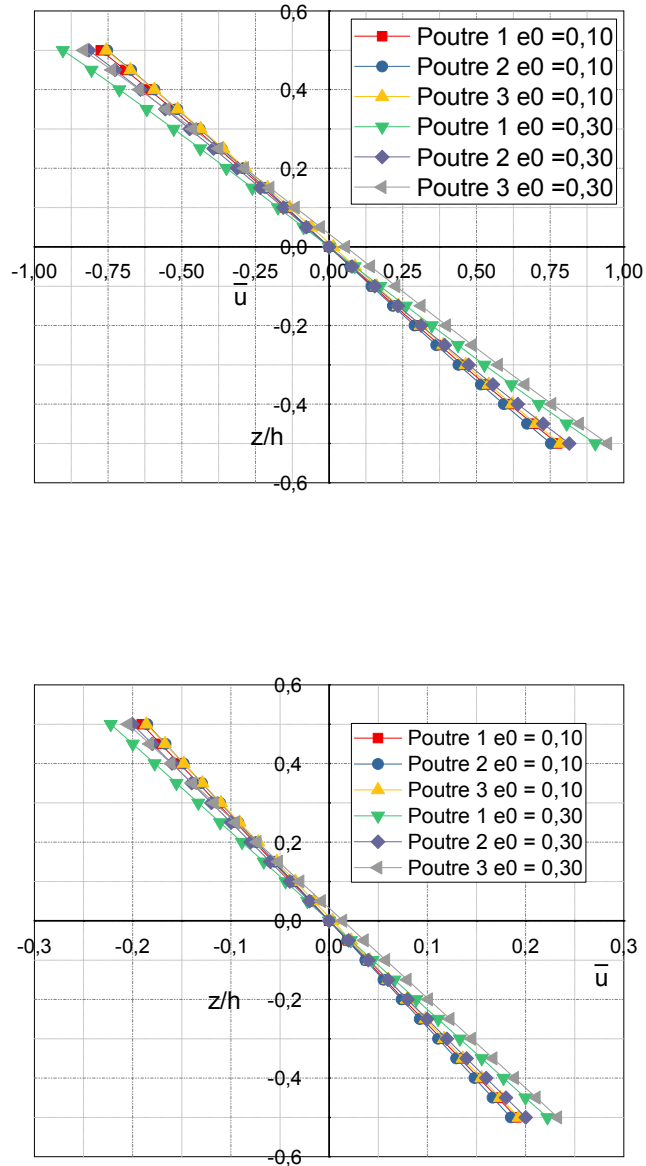 0,6
Poutre 1 e0 =0,10
Poutre 2 e0 =0,10
Poutre 3 e0 =0,10
Poutre 1 e0 =0,30
Poutre 2 e0 =0,30
Poutre 3 e0 =0,30
0,4
0,2
0,0
-1,00 -0,75 -0,50 -0,25 0,00 0,25 0,50 0,75 1,00
u
-0,2
-0,4
z/h
-0,6
0,6
Poutre 1 e0 = 0,10
Poutre 2 e0 = 0,10
Poutre 3 e0 = 0,10
Poutre 1 e0 = 0,30
Poutre 2 e0 = 0,30
Poutre 3 e0 = 0,30
0,4
0,2
0,0
-0,3 -0,2 -0,1 0,0 0,1 0,2 0,3
u
z/h
-0,2
-0,4
-0,6